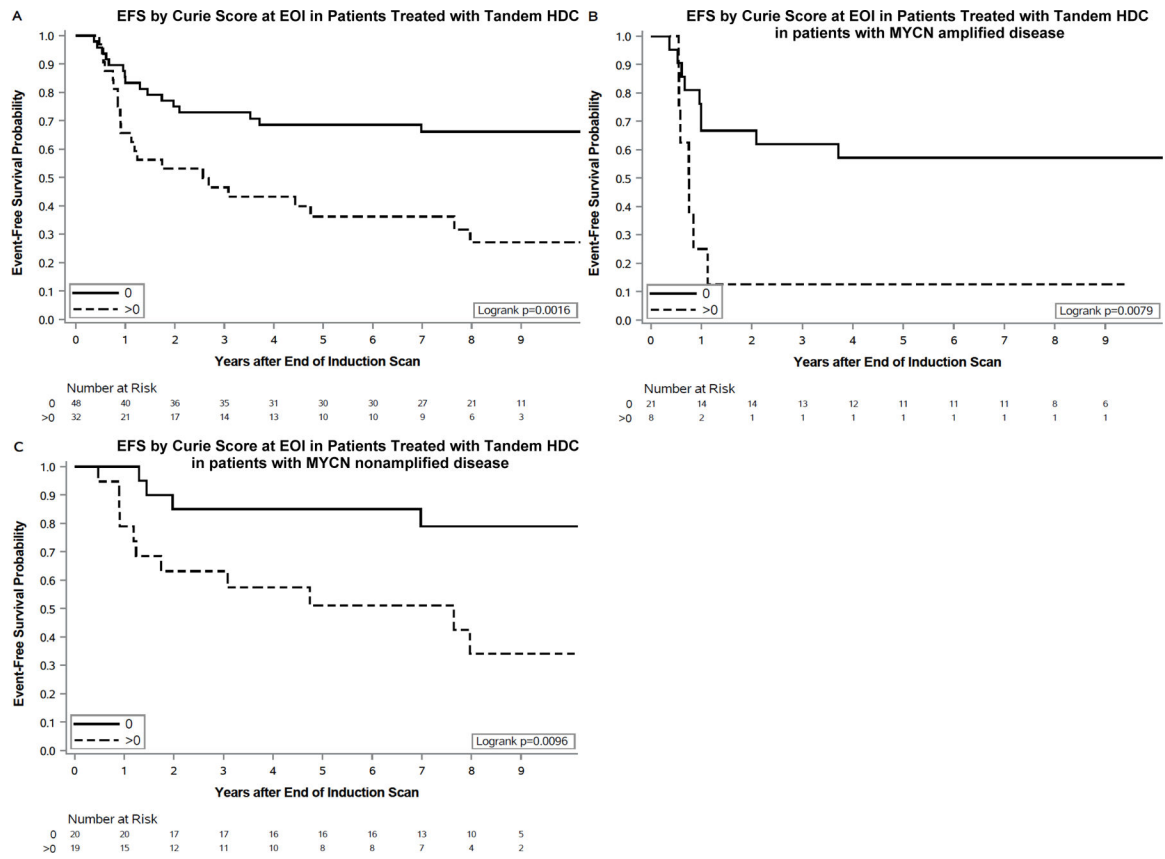 A
EFS by Curie Score at EOI in Patients Treated with Tandem HDC
1.0
0.9
0.8
0.7
0.6
0.5
0.4
0.3
0.2
0.1
0.0
Event-Free Survival Probability
0
>0
Logrank p=0.0016
0 1 2 3 4 5 6 7 8 9
Years after End of Induction Scan
Number at Risk
0 48 40 36 35 31 30 30 27 21 11
>0 32 21 17 14 13 10 10 9 6 3
B
EFS by Curie Score at EOI in Patients Treated with Tandem HDC
in patients with MYCN amplified disease
1.0
0.9
0.8
0.7
0.6
0.5
0.4
0.3
0.2
0.1
0.0
Event-Free Survival Probability
0
>0
Logrank p=0.0079
0 1 2 3 4 5 6 7 8 9
Years after End of Induction Scan
Number at Risk
0 21 14 14 13 12 11 11 11 8 6
>0 8 2 1 1 1 1 1 1 1 1
C
EFS by Curie Score at EOI in Patients Treated with Tandem HDC
in patients with MYCN nonamplified disease
1.0
0.9
0.8
0.7
0.6
0.5
0.4
0.3
0.2
0.1
0.0
Event-Free Survival Probability
0
>0
Logrank p=0.0096
0 1 2 3 4 5 6 7 8 9
Years after End of Induction Scan
Number at Risk
0 20 20 17 17 16 16 16 13 10 5
>0 19 15 12 11 10 8 8 7 4 2